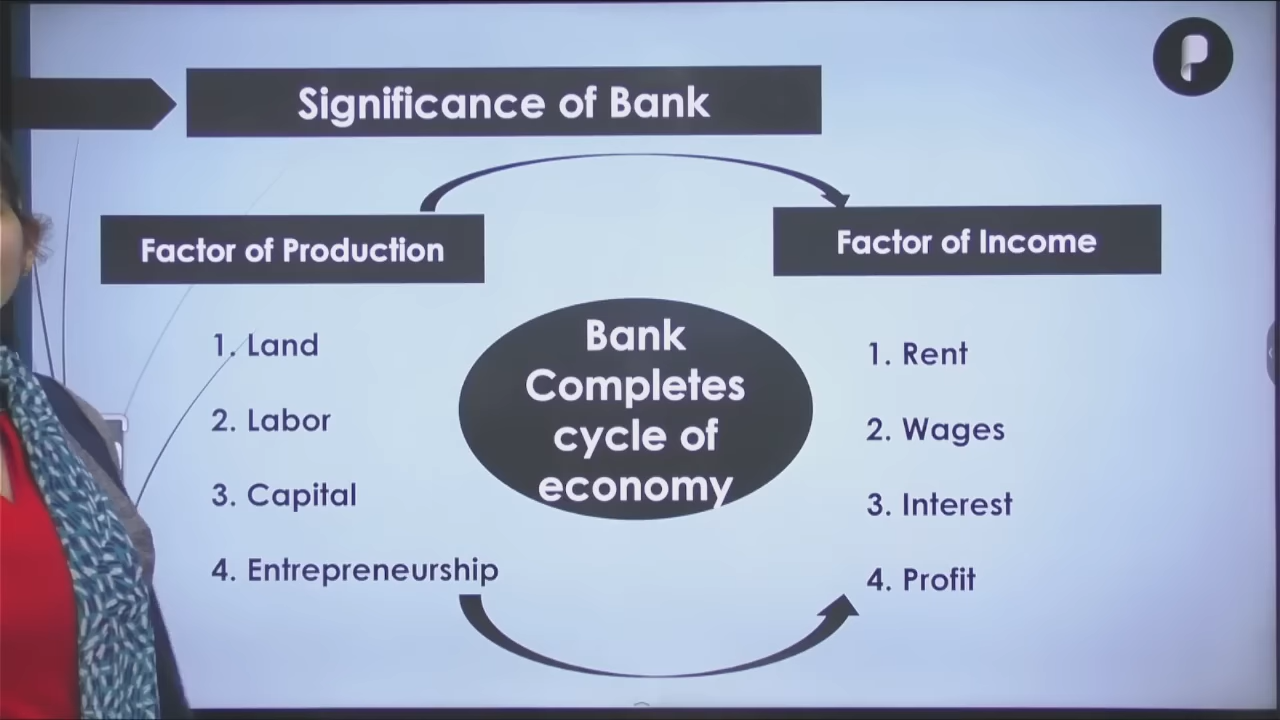 Significance of Bank
Factor of Production
Factor of Income
1. Land
2. Labor
3. Capital
4. Entrepreneurship
Bank
Completes
cycle of
economy
1. Rent
2. Wages
3. Interest
4. Profit